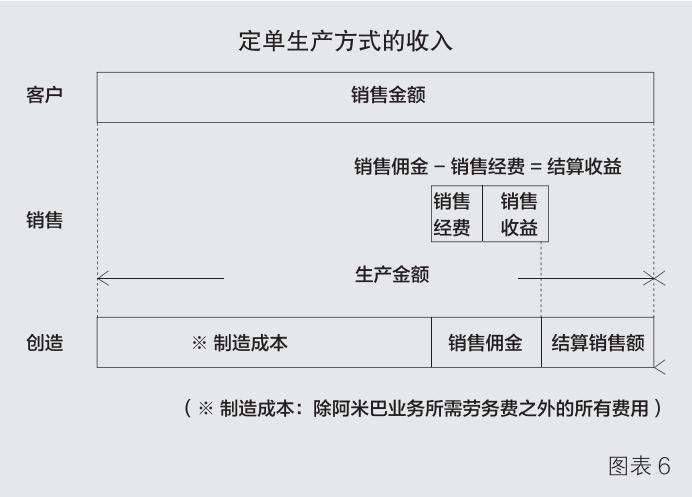 定单生产方式的收入
客户
销售金额
销售佣金－销售经费＝结算收益
销售
销售
经费
销售
收益
生产金额
创造
※ 制造成本
销售佣金
结算销售额
（ ※ 制造成本：除阿米巴业务所需劳务费之外的所有费用 ）
图表 6